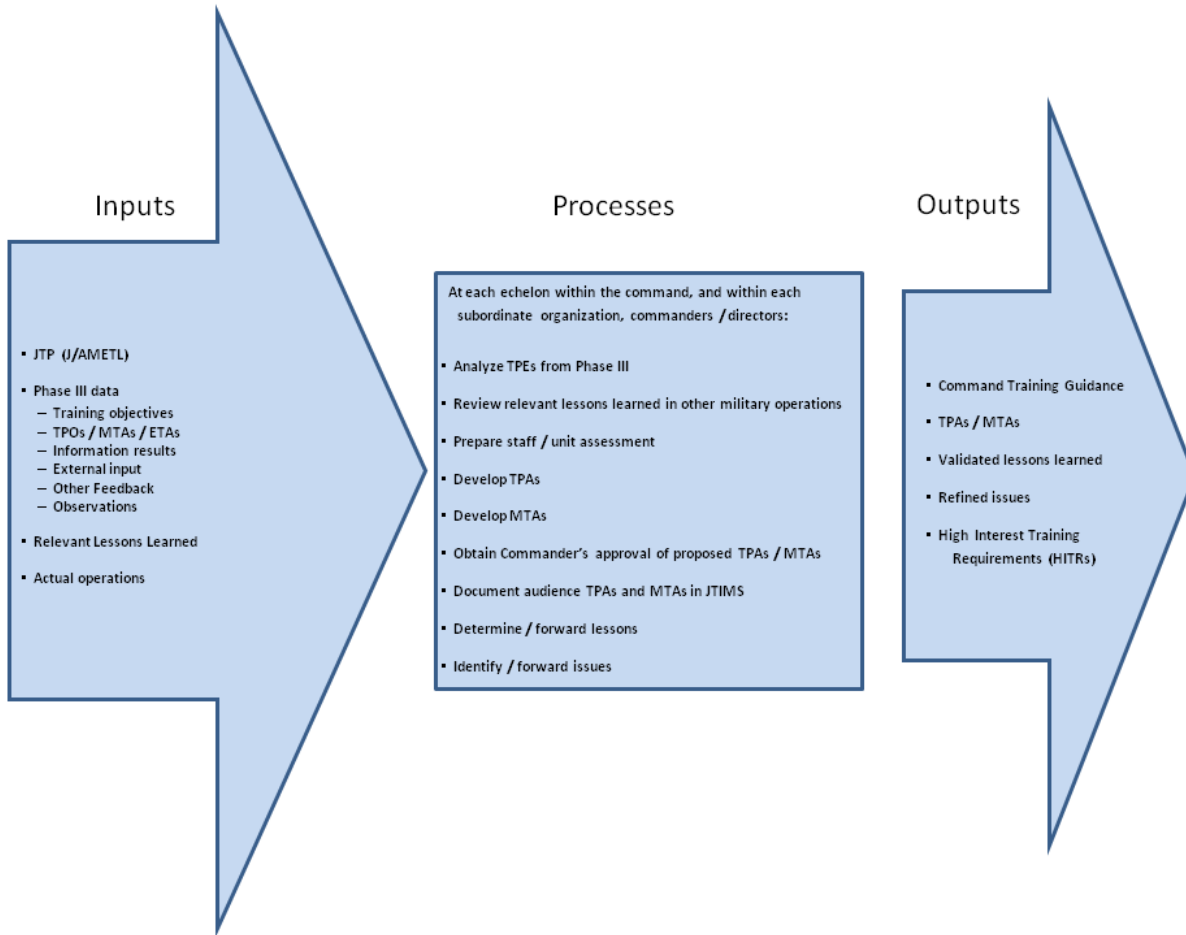 Inputs
▪ JTP (J/AMETL)
▪ Phase III data
– Training objectives
– TPOs / MTAs / ETAs
– Information results
– External input
– Other Feedback
– Observations
▪ Relevant Lessons Learned
▪ Actual operations
Processes
At each echelon within the command, and within each
subordinate organization, commanders / directors:
▪ Analyze TPEs from Phase III
▪ Review relevant lessons learned in other military operations
▪ Prepare staff / unit assessment
▪ Develop TPAs
▪ Develop MTAs
▪ Obtain Commander’s approval of proposed TPAs / MTAs
▪ Document audience TPAs and MTAs in JTIMS
▪ Determine / forward lessons
▪ Identify / forward issues
Outputs
▪ Command Training Guidance
▪ TPAs / MTAs
▪ Validated lessons learned
▪ Refined issues
▪ High Interest Training
Requirements (HITRs)